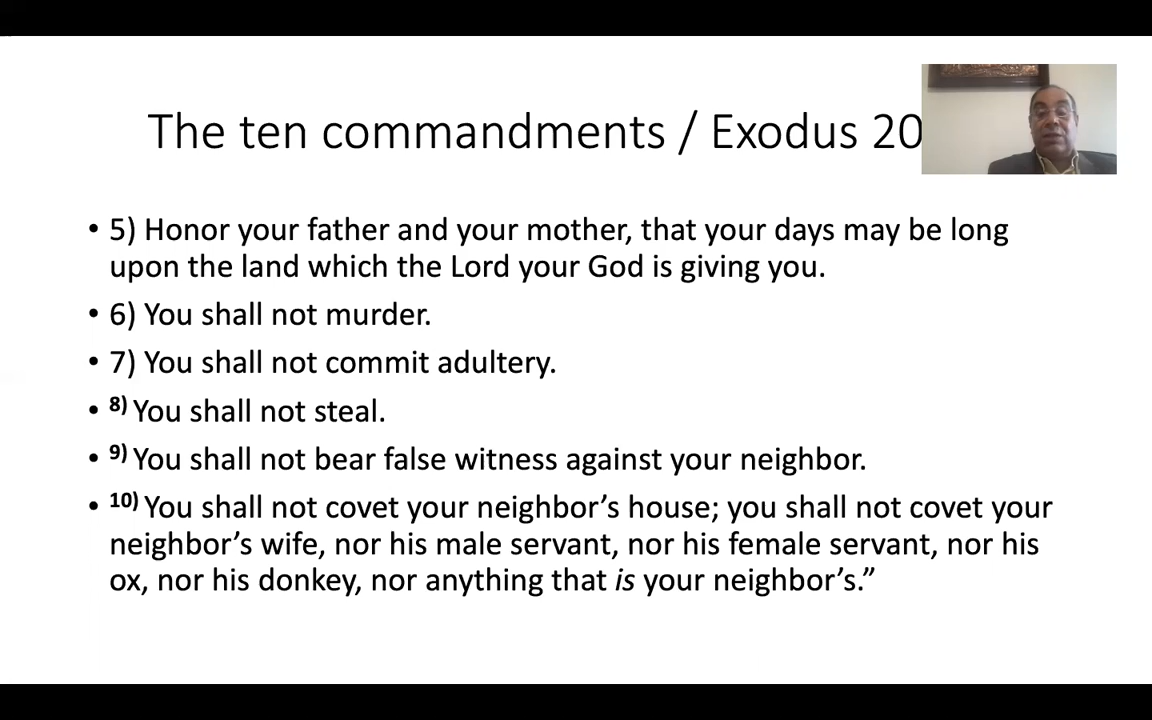 The ten commandments / Exodus 20
• 5) Honor your father and your mother, that your days may be long
upon the land which the Lord your God is giving you.
• 6) You shall not murder.
• 7) You shall not commit adultery.
• 8) You shall not steal.
• 9) You shall not bear false witness against your neighbor.
• 10) You shall not covet your neighbor’s house; you shall not covet your
neighbor’s wife, nor his male servant, nor his female servant, nor his
ox, nor his donkey, nor anything that is your neighbor’s.”